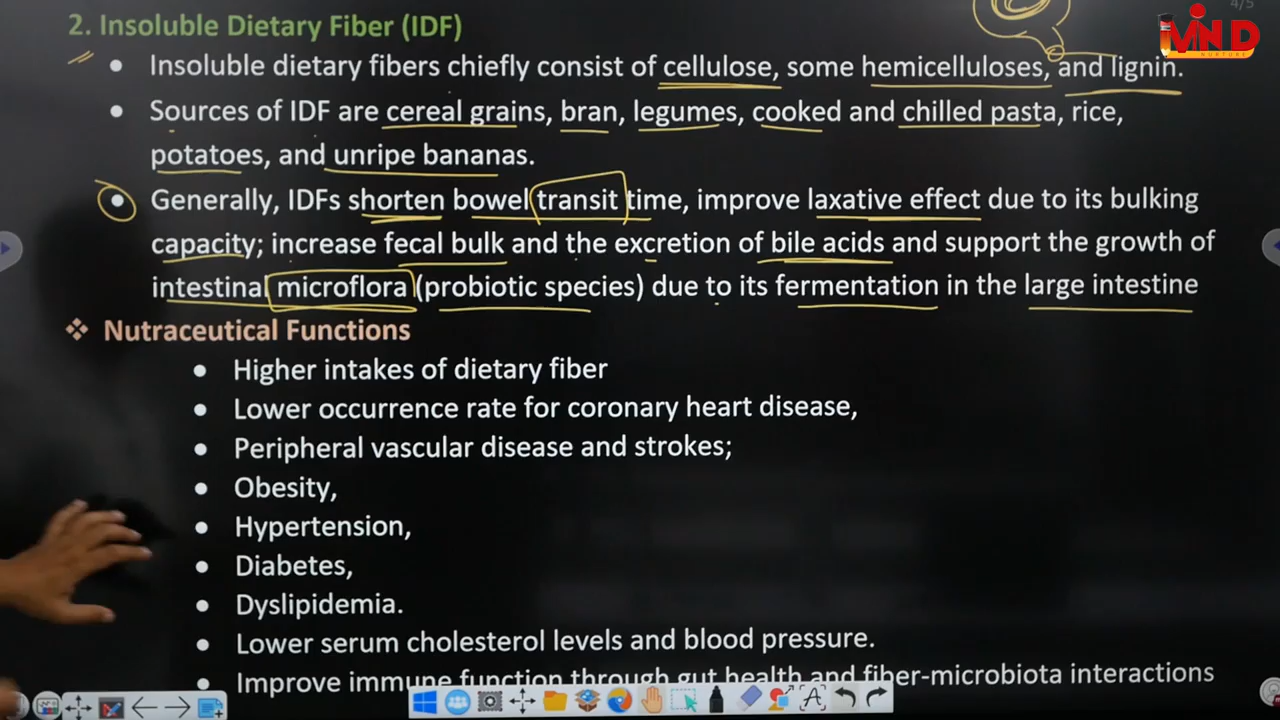 4/5
MIND
NURTURE
2. Insoluble Dietary Fiber (IDF)
• Insoluble dietary fibers chiefly consist of cellulose, some hemicelluloses, and lignin.
• Sources of IDF are cereal grains, bran, legumes, cooked and chilled pasta, rice,
potatoes, and unripe bananas.
• Generally, IDFs shorten bowel transit time, improve laxative effect due to its bulking
capacity; increase fecal bulk and the excretion of bile acids and support the growth of
intestinal microflora (probiotic species) due to its fermentation in the large intestine
❖ Nutraceutical Functions
• Higher intakes of dietary fiber
• Lower occurrence rate for coronary heart disease,
• Peripheral vascular disease and strokes;
• Obesity,
• Hypertension,
• Diabetes,
• Dyslipidemia.
• Lower serum cholesterol levels and blood pressure.
• Improve immune function through gut health and fiber-microbiota interactions